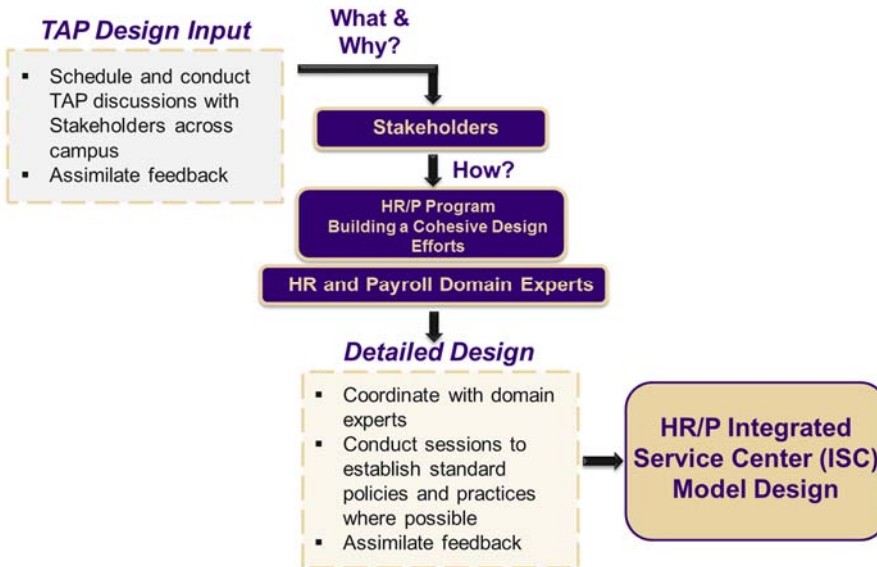 TAP Design Input
What &
Why?
▪ Schedule and conduct
TAP discussions with
Stakeholders across
campus
▪ Assimilate feedback
Stakeholders
How?
HR/P Program
Building a Cohesive Design
Efforts
HR and Payroll Domain Experts
Detailed Design
▪ Coordinate with domain
experts
▪ Conduct sessions to
establish standard
policies and practices
where possible
▪ Assimilate feedback
HR/P Integrated
Service Center (ISC)
Model Design